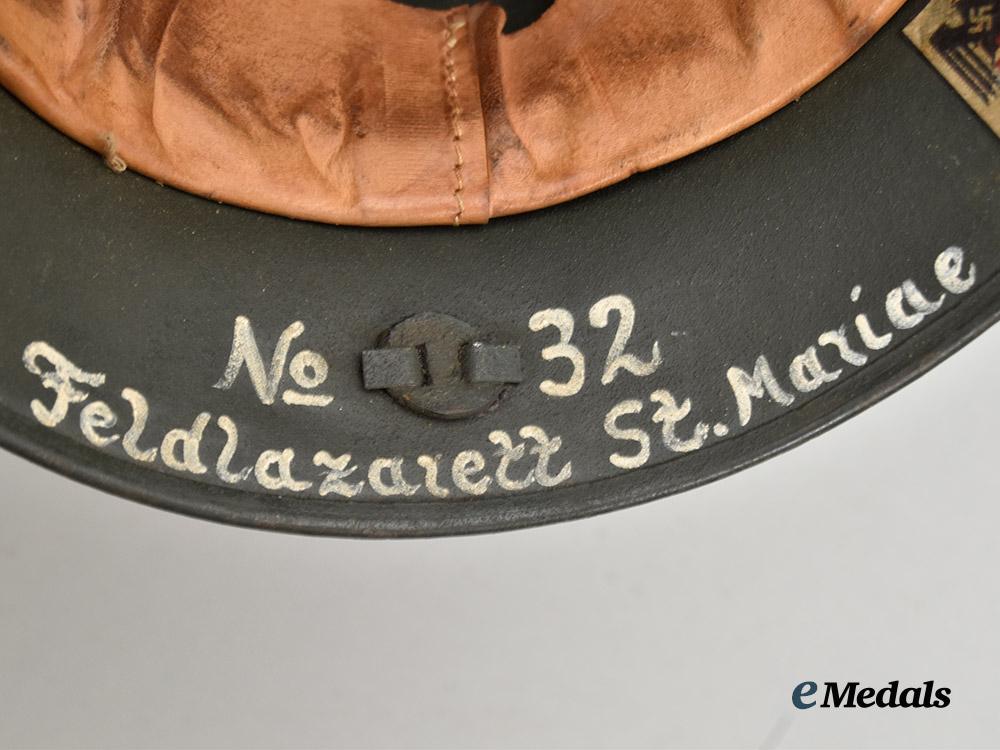 No 32
Feldlazarett St. Mariae
eMedals